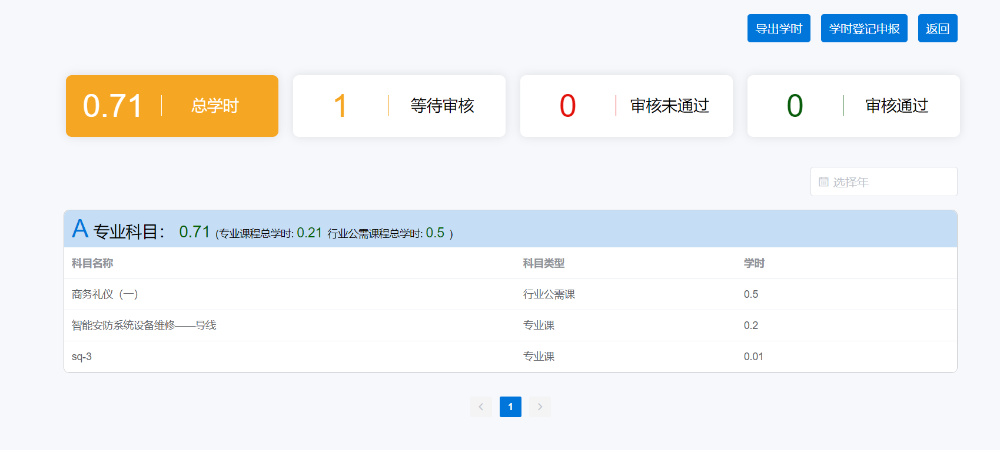 导出学时 学时登记申报 返回
0.71 总学时 1 等待审核 0 审核未通过 0 审核通过
选择年
A 专业科目： 0.71 (专业课程总学时: 0.21 行业公需课程总学时: 0.5 )
科目名称 科目类型 学时
商务礼仪（一） 行业公需课 0.5
智能安防系统设备维修——导线 专业课 0.2
sq-3 专业课 0.01
1